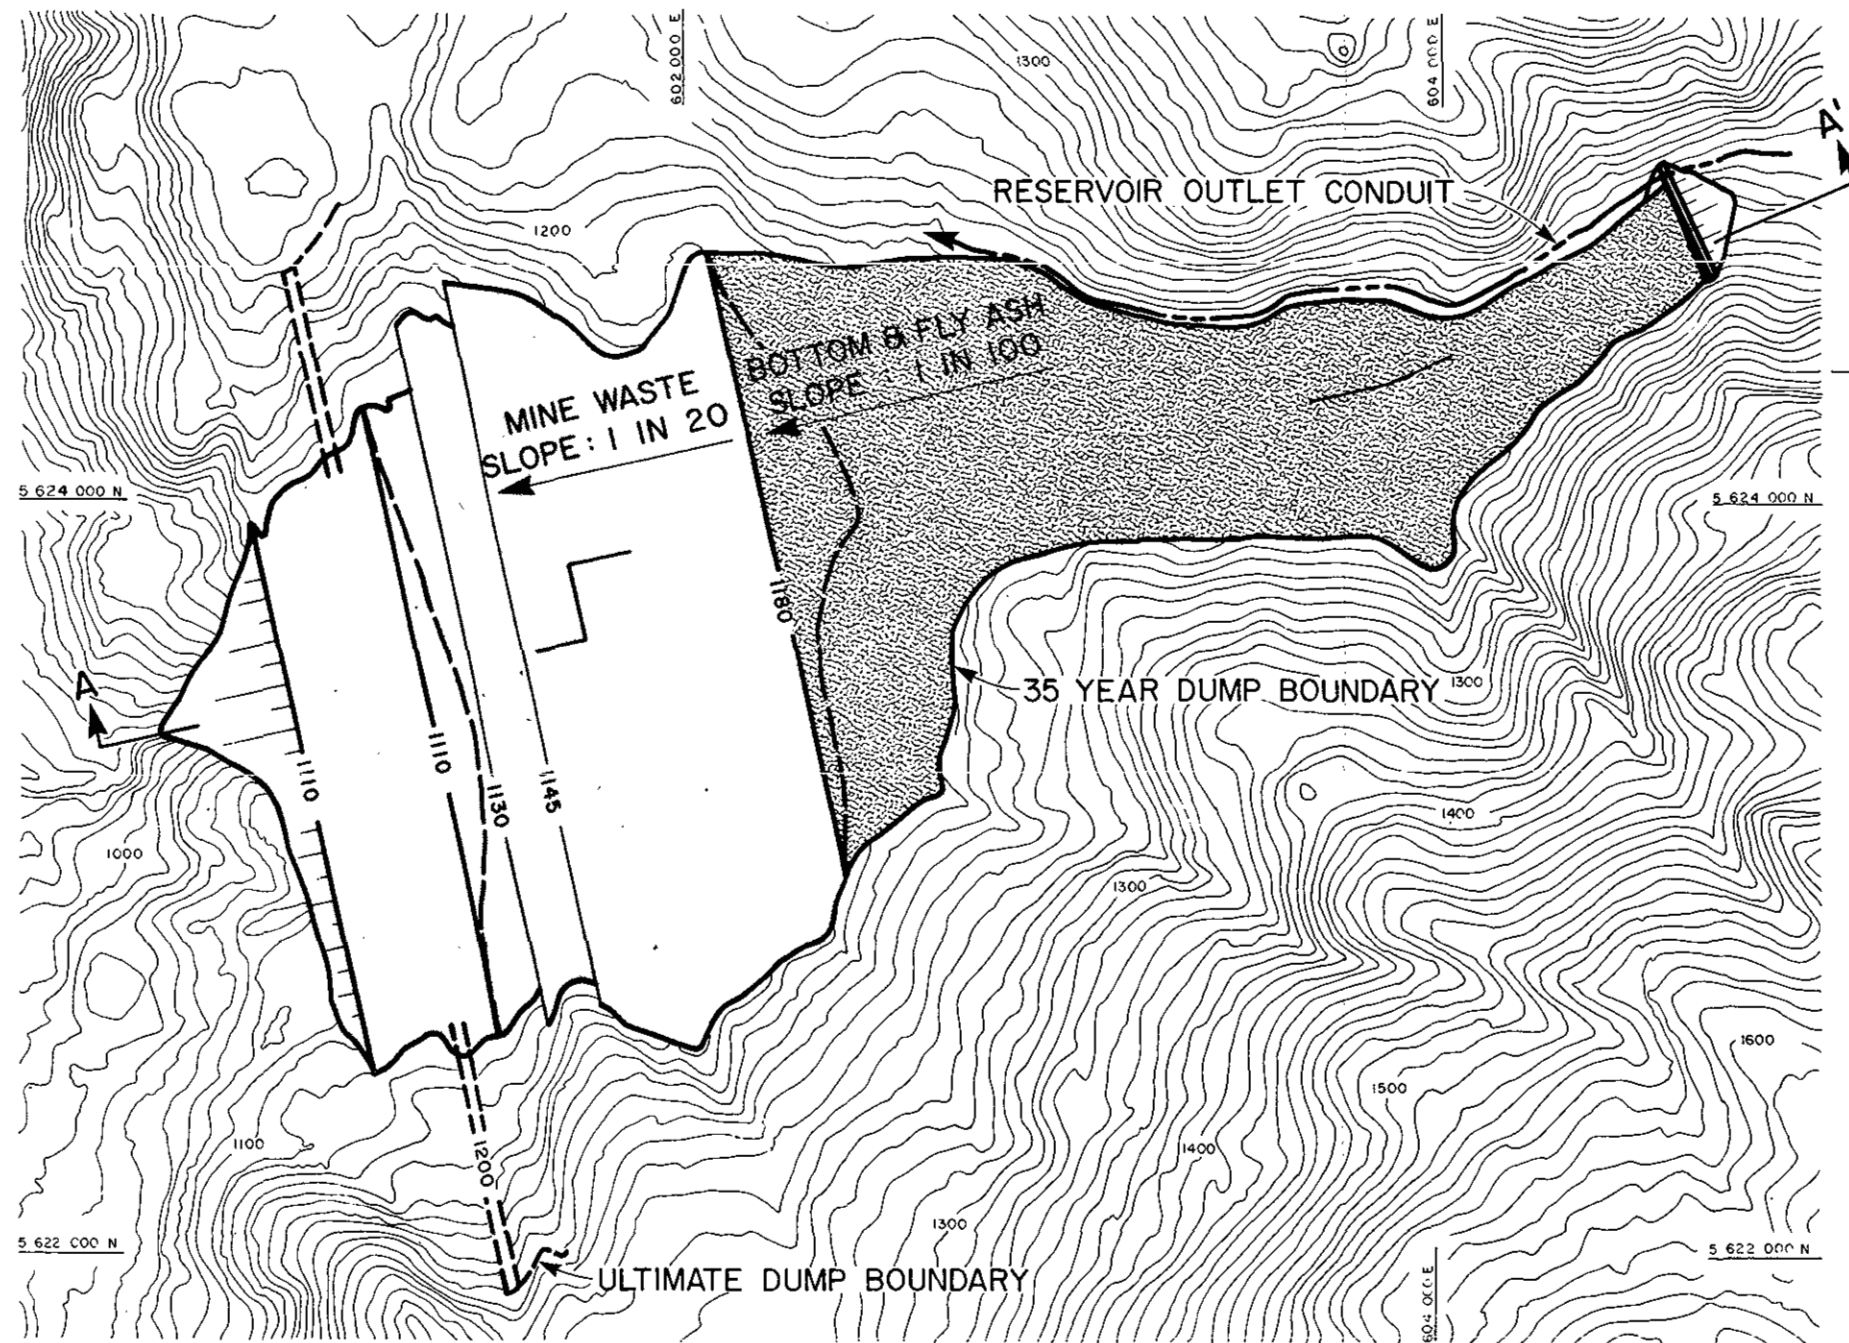 602 000 E
604 000 E
1300
A'
RESERVOIR OUTLET CONDUIT
1200
BOTTOM & FLY ASH
SLOPE : 1 IN 100
MINE WASTE
SLOPE : 1 IN 20
5 624 000 N
5 624 000 N
1180
A
35 YEAR DUMP BOUNDARY
1300
1110
1110
1130
1145
1400
1000
1300
1600
1500
1100
1200
1400
1300
5 622 000 N
5 622 000 N
ULTIMATE DUMP BOUNDARY
604 000 E